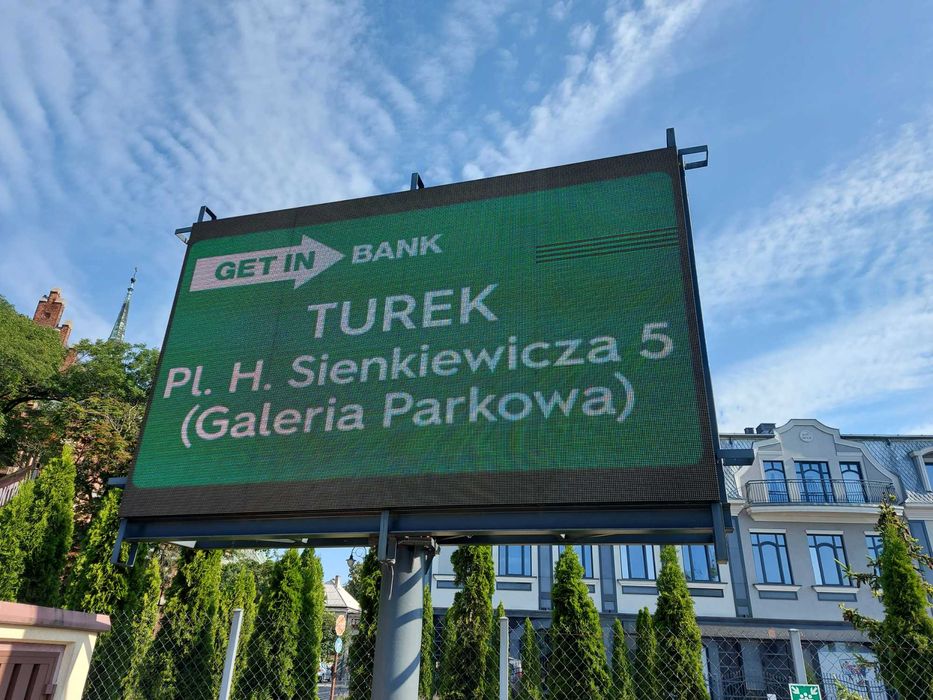 GET IN BANK
TUREK
Pl. H. Sienkiewicza 5
(Galeria Parkowa)